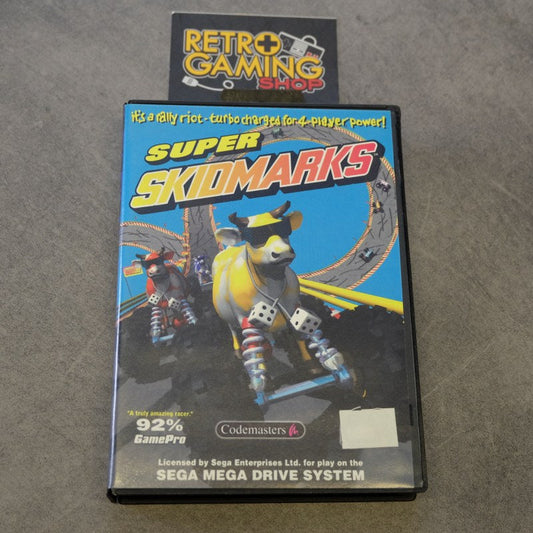 RETRO
GAMING
SHOP
It's a rally riot - turbo charged for 4-player power!
SUPER
SKIDMARKS
"A truly amazing racer."
92%
GamePro
Codemasters
Licensed by Sega Enterprises Ltd. for play on the
SEGA MEGA DRIVE SYSTEM